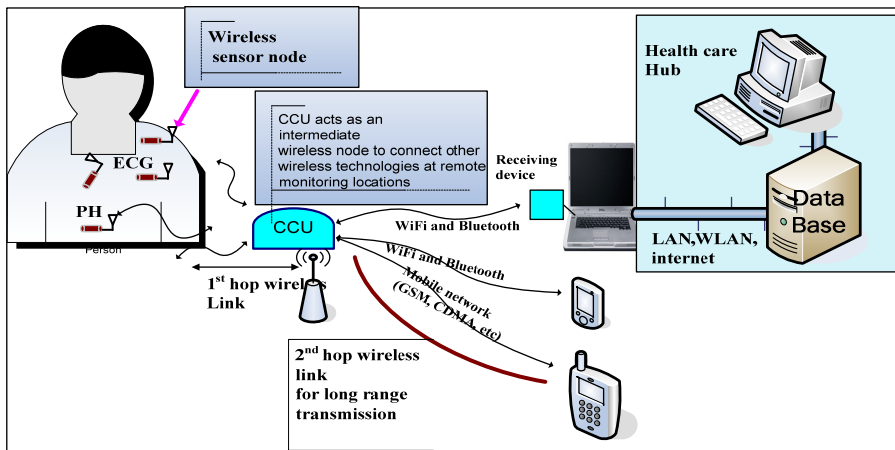 Wireless
sensor node
CCU acts as an
intermediate
wireless node to connect other
wireless technologies at remote
monitoring locations
ECG
PH
Person
CCU
1st hop wireless
Link
2nd hop wireless
link
for long range
transmission
WiFi and Bluetooth
WiFi and Bluetooth
Mobile network
(GSM, CDMA, etc)
Receiving
device
Health care
Hub
Data
Base
LAN,WLAN,
internet